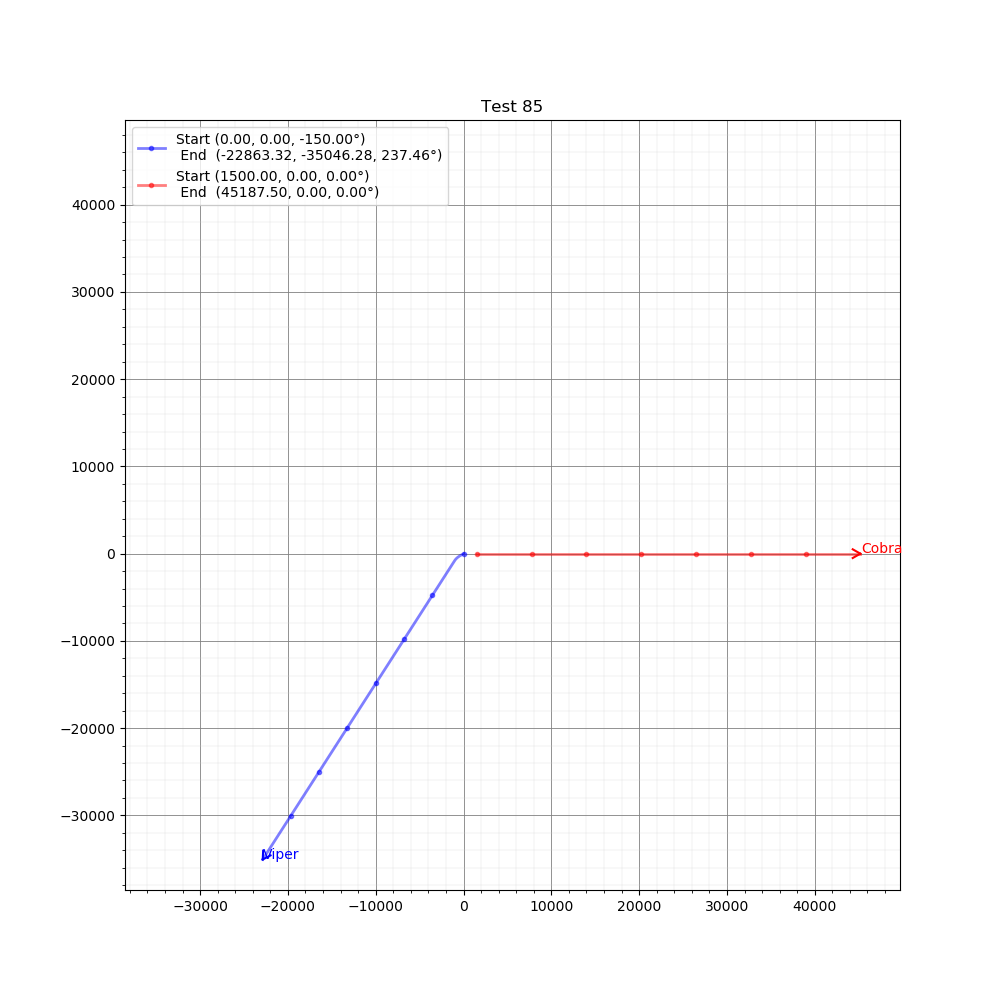 Test 85
Start (0.00, 0.00, -150.00°)
End (-22863.32, -35046.28, 237.46°)
Start (1500.00, 0.00, 0.00°)
End (45187.50, 0.00, 0.00°)
40000
30000
20000
10000
0
Cobra
−10000
−20000
−30000
Viper
−30000 −20000 −10000 0 10000 20000 30000 40000